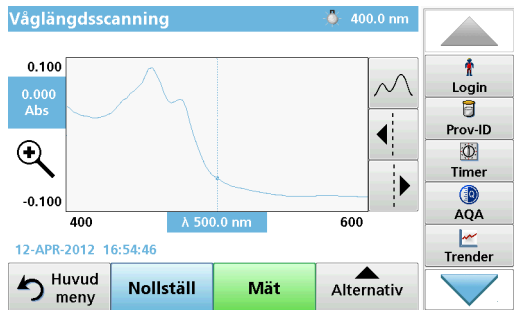 Våglängdsscanning
400.0 nm
0.100
0.000
Abs
-0.100
400
λ 500.0 nm
600
12-APR-2012 16:54:46
Huvud
meny
Nollställ
Mät
Alternativ
Login
Prov-ID
Timer
AQA
Trender